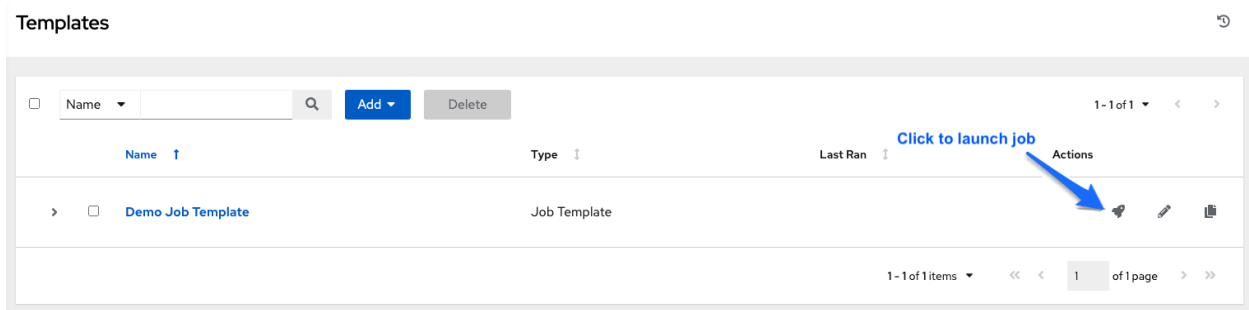 Templates
Name Add Delete 1 - 1 of 1
Click to launch job
Name Type Last Ran Actions
Demo Job Template Job Template
1 - 1 of 1 items 1 of 1 page